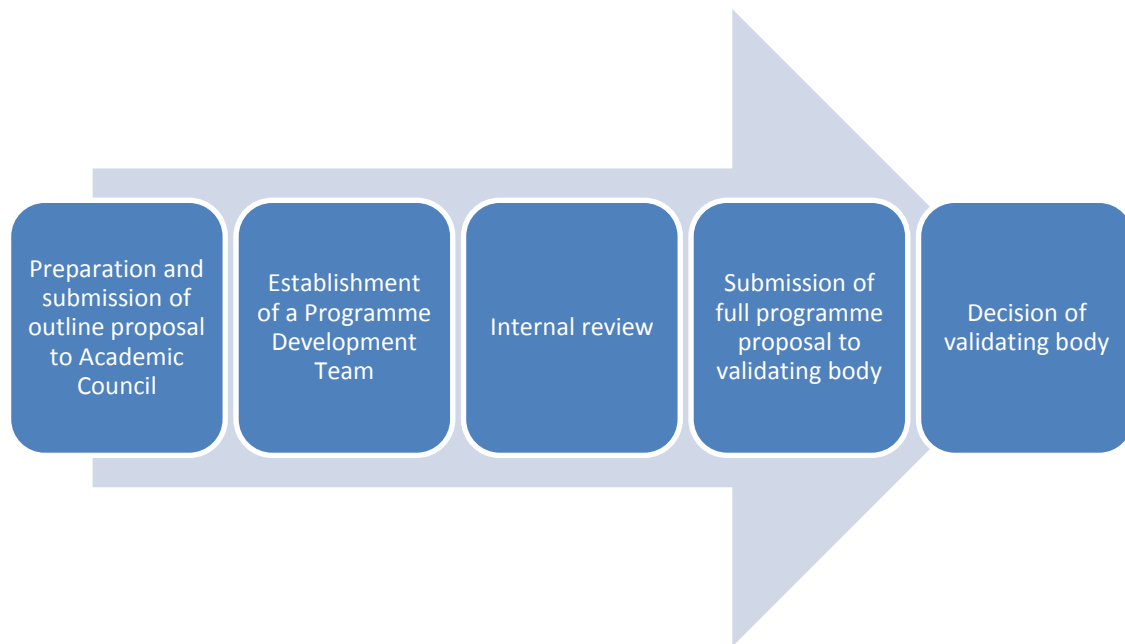 Preparation and
submission of
outline proposal
to Academic
Council
Establishment
of a Programme
Development
Team
Internal review
Submission of
full programme
proposal to
validating body
Decision of
validating body